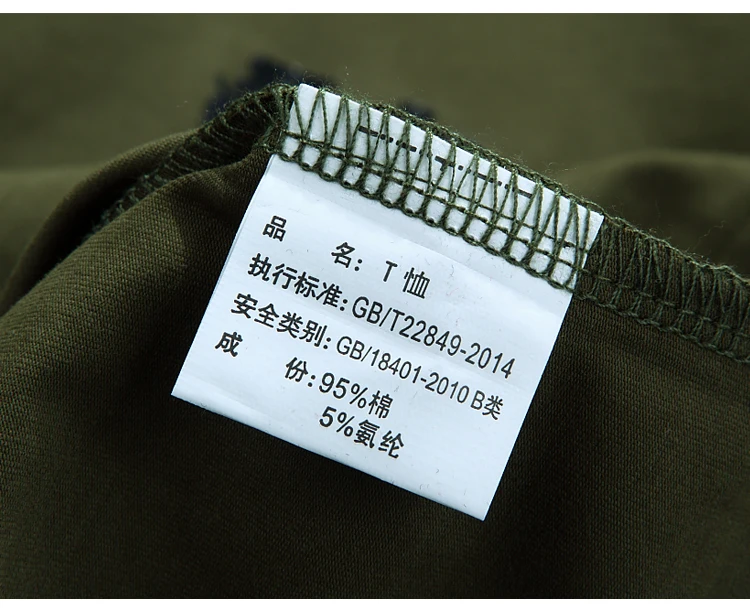 品 名: T恤
执行标准: GB/T22849-2014
安全类别: GB/18401-2010 B类
成 份: 95%棉
5%氨纶